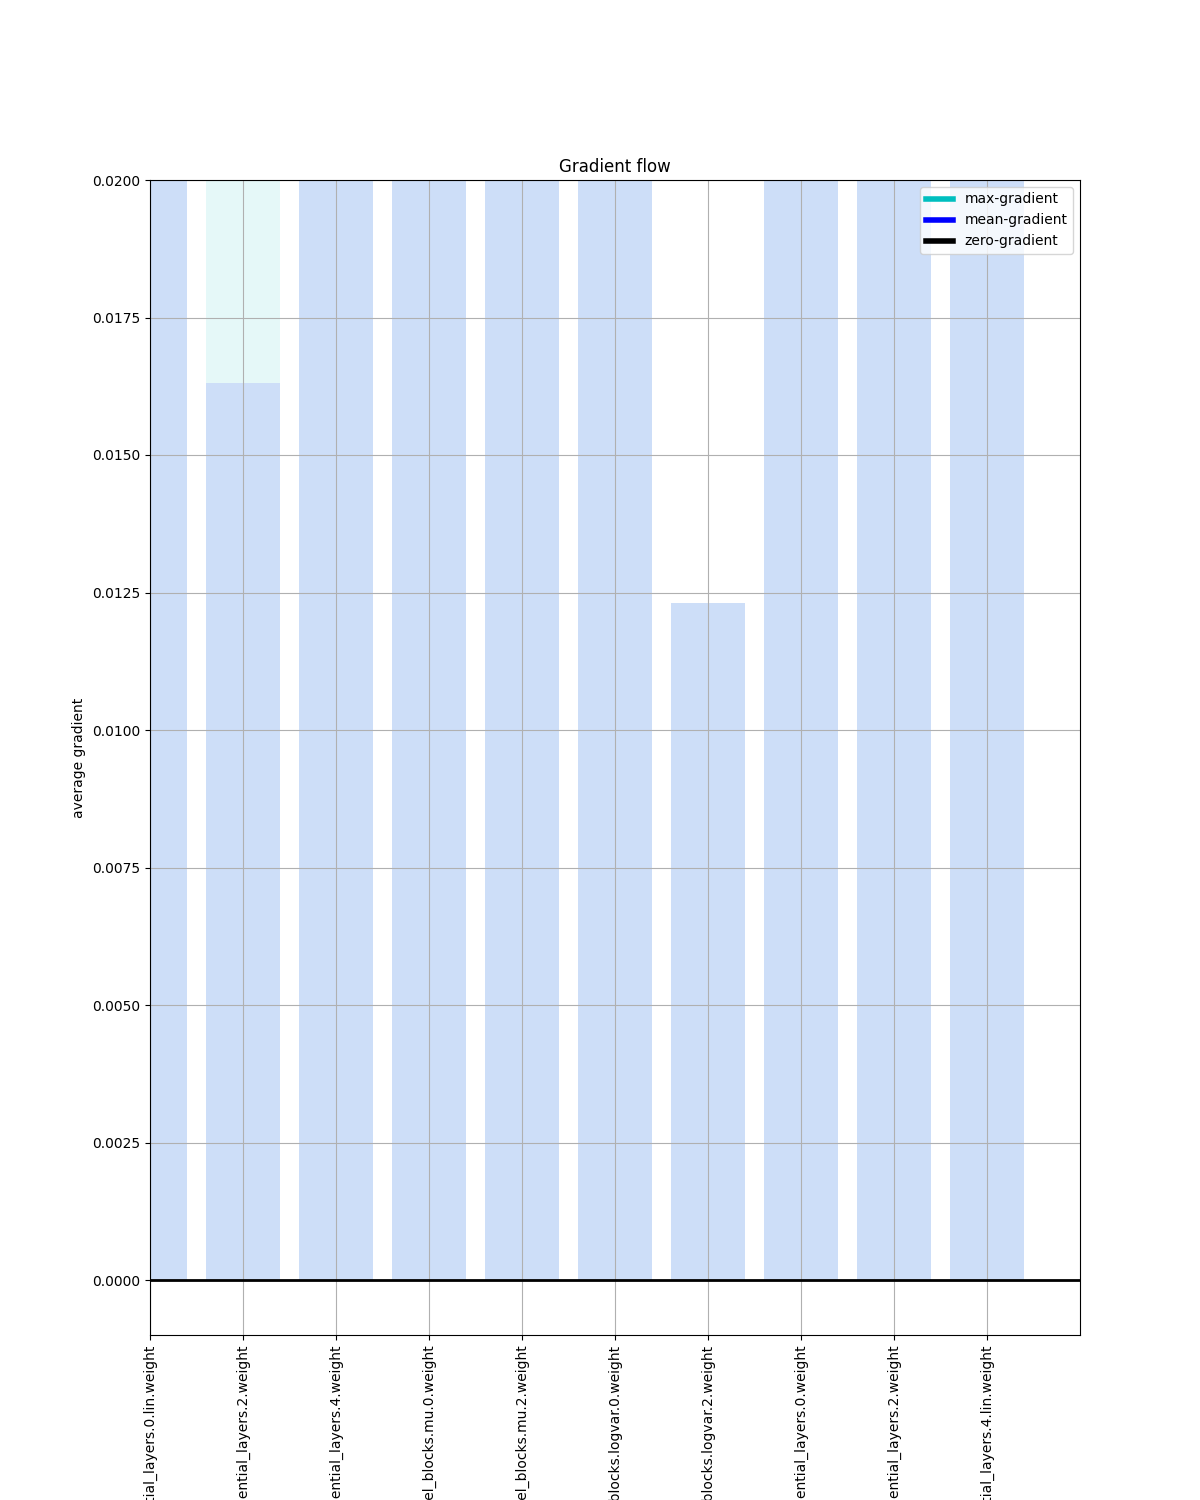 Gradient flow
max-gradient
mean-gradient
zero-gradient
0.0200
0.0175
0.0150
0.0125
0.0100
0.0075
0.0050
0.0025
0.0000
average gradient
tial_layers.0.lin.weight
ential_layers.2.weight
ential_layers.4.weight
el_blocks.mu.0.weight
el_blocks.mu.2.weight
blocks.logvar.0.weight
blocks.logvar.2.weight
ential_layers.0.weight
ential_layers.2.weight
tial_layers.4.lin.weight